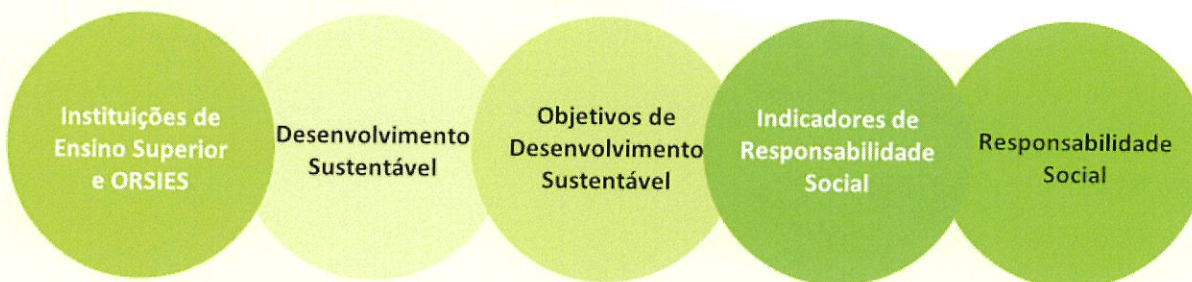 Instituições de
Ensino Superior
e ORSIES
Desenvolvimento
Sustentável
Objetivos de
Desenvolvimento
Sustentável
Indicadores de
Responsabilidade
Social
Responsabilidade
Social